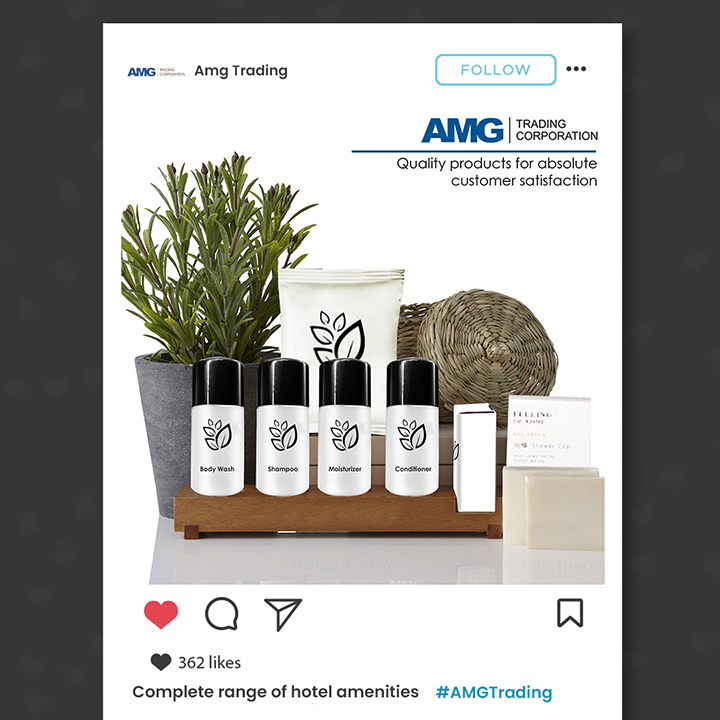 AMG TRADING CORPORATION Amg Trading
FOLLOW
AMG TRADING CORPORATION
Quality products for absolute
customer satisfaction
Body Wash
Shampoo
Moisturizer
Conditioner
FEELING
362 likes
Complete range of hotel amenities #AMGTrading